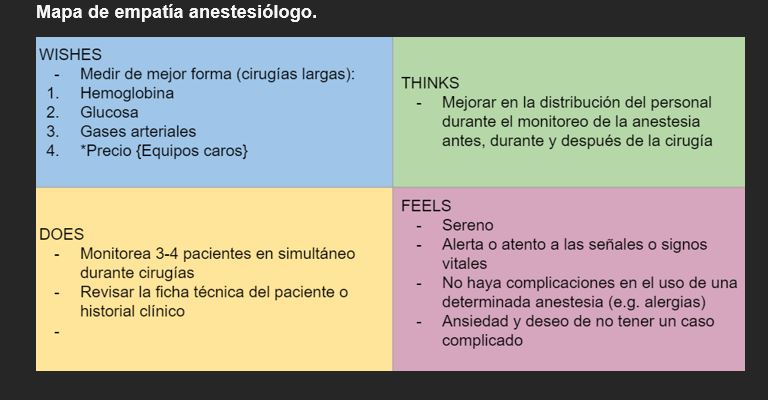 Mapa de empatía anestesiólogo.
WISHES
- Medir de mejor forma (cirugías largas):
1. Hemoglobina
2. Glucosa
3. Gases arteriales
4. *Precio {Equipos caros}
THINKS
- Mejorar en la distribución del personal
durante el monitoreo de la anestesia
antes, durante y después de la cirugía
DOES
- Monitorea 3-4 pacientes en simultáneo
durante cirugías
- Revisar la ficha técnica del paciente o
historial clínico
-
FEELS
- Sereno
- Alerta o atento a las señales o signos
vitales
- No haya complicaciones en el uso de una
determinada anestesia (e.g. alergias)
- Ansiedad y deseo de no tener un caso
complicado